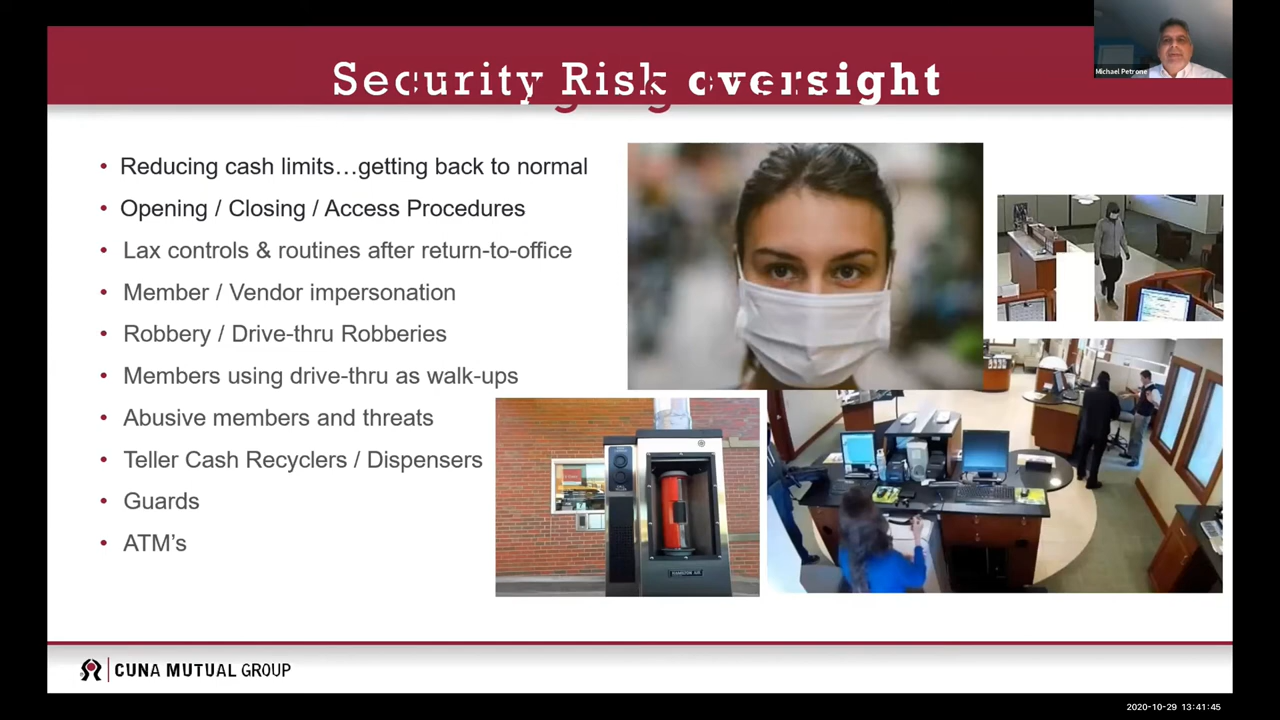 Security Risk oversight
Michael Petrone
• Reducing cash limits…getting back to normal
• Opening / Closing / Access Procedures
• Lax controls & routines after return-to-office
• Member / Vendor impersonation
• Robbery / Drive-thru Robberies
• Members using drive-thru as walk-ups
• Abusive members and threats
• Teller Cash Recyclers / Dispensers
• Guards
• ATM’s
CUNA MUTUAL GROUP
2020-10-29 13:41:45